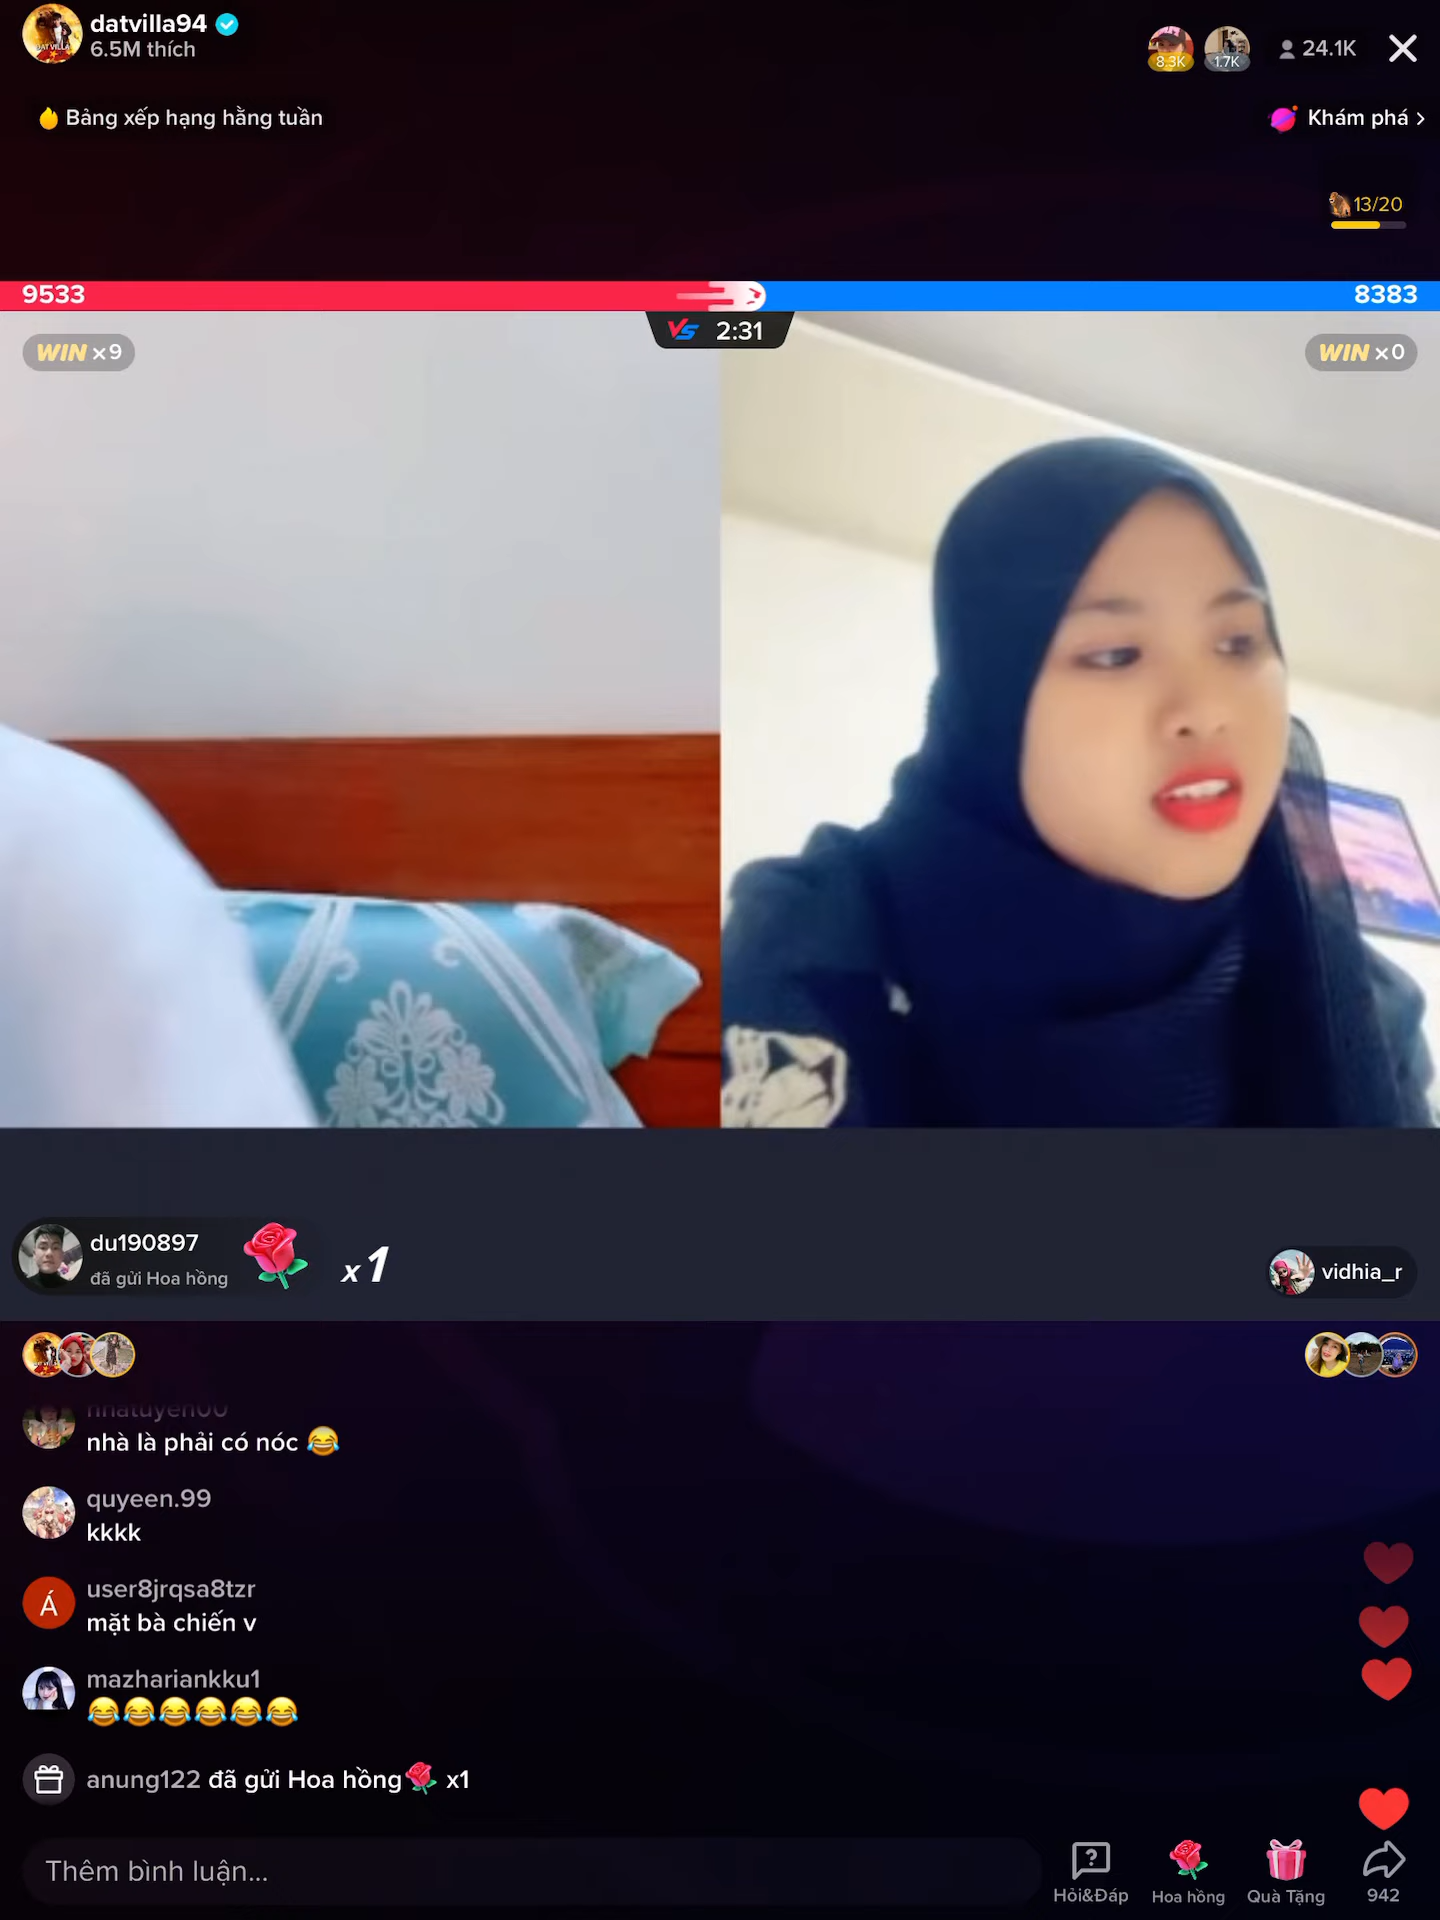 datvilla94
6.5M thích
8.3K
1.7K
24.1K
Bảng xếp hạng hằng tuần
Khám phá ›
13/20
9533
8383
VS 2:31
WIN x9
WIN x0
du190897
đã gửi Hoa hồng
x1
vidhia_r
nhatuyen00
nhà là phải có nóc 😂
quyeen.99
kkkk
Á
user8jrqsa8tzr
mặt bà chiến v
mazhariankku1
😂😂😂😂😂😂
anung122 đã gửi Hoa hồng🌹 x1
Thêm bình luận...
Hỏi&Đáp
Hoa hồng
Quà Tặng
942